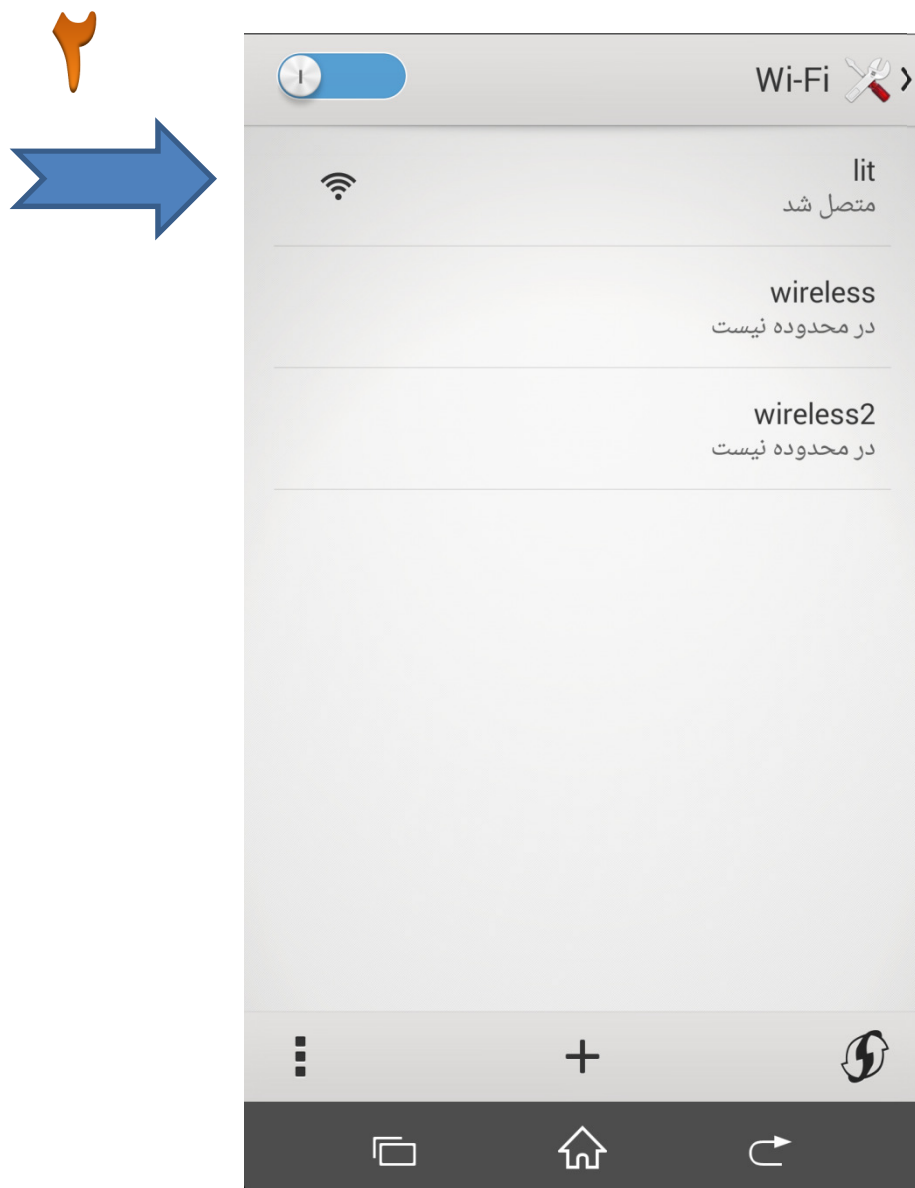 ۲
Wi-Fi
lit
متصل شد
wireless
در محدوده نیست
wireless2
در محدوده نیست